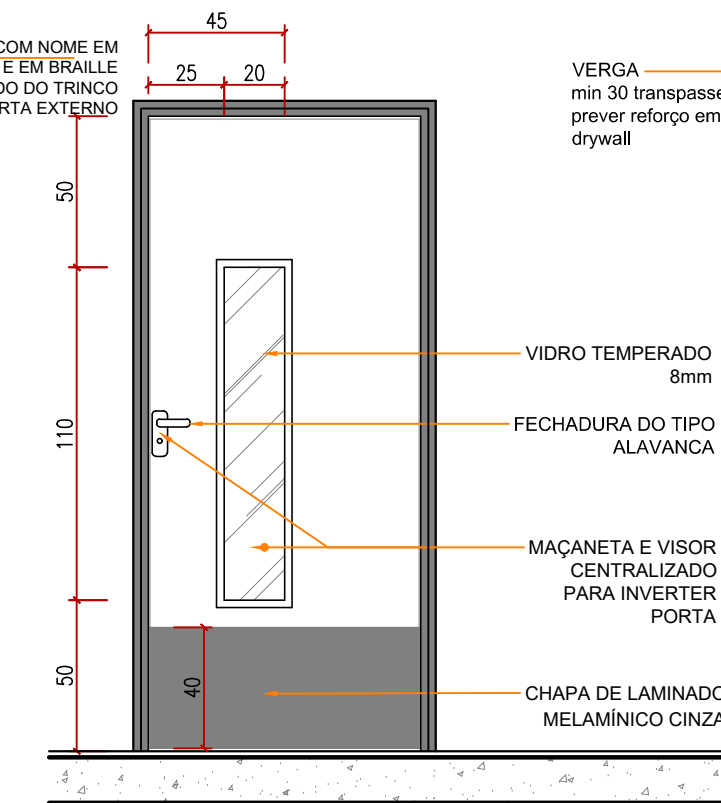 COM NOME EM
E EM BRAILLE
DO DO TRINCO
RTA EXTERNO
45
25 20
VERGA
min 30 transpasse
prever reforço em
drywall
50
110
50
40
VIDRO TEMPERADO
8mm
FECHADURA DO TIPO
ALAVANCA
MAÇANETA E VISOR
CENTRALIZADO
PARA INVERTER
PORTA
CHAPA DE LAMINADO
MELAMÍNICO CINZA